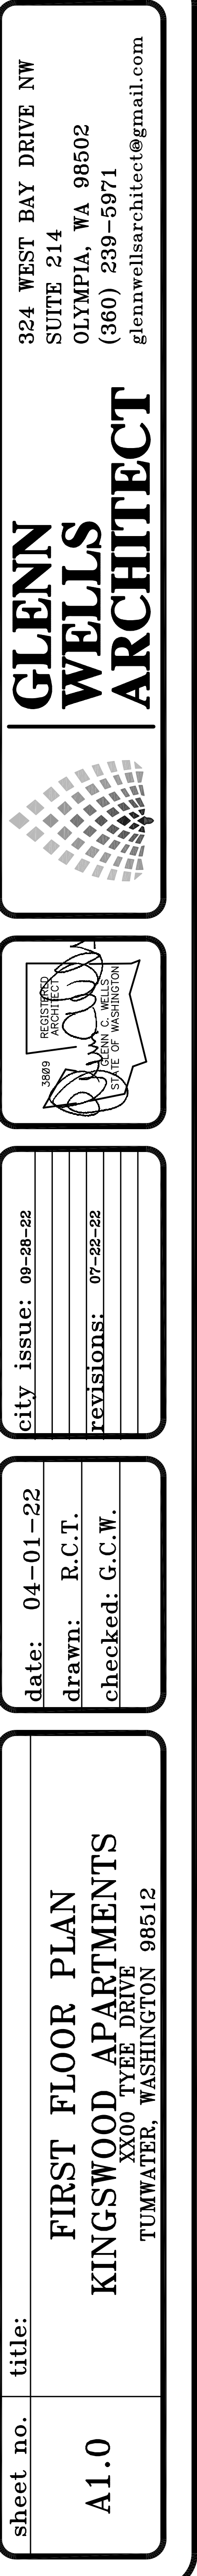 sheet no.
A1.0
title:
FIRST FLOOR PLAN
KINGSWOOD APARTMENTS
XX00 TYEE DRIVE
TUMWATER, WASHINGTON 98512
date: 04-01-22
drawn: R.C.T.
checked: G.C.W.
city issue: 09-28-22
revisions: 07-22-22
3809
REGISTERED
ARCHITECT
GLENN C. WELLS
STATE OF WASHINGTON
GLENN
WELLS
ARCHITECT
324 WEST BAY DRIVE NW
SUITE 214
OLYMPIA, WA 98502
(360) 239-5971
glennwellsarchitect@gmail.com